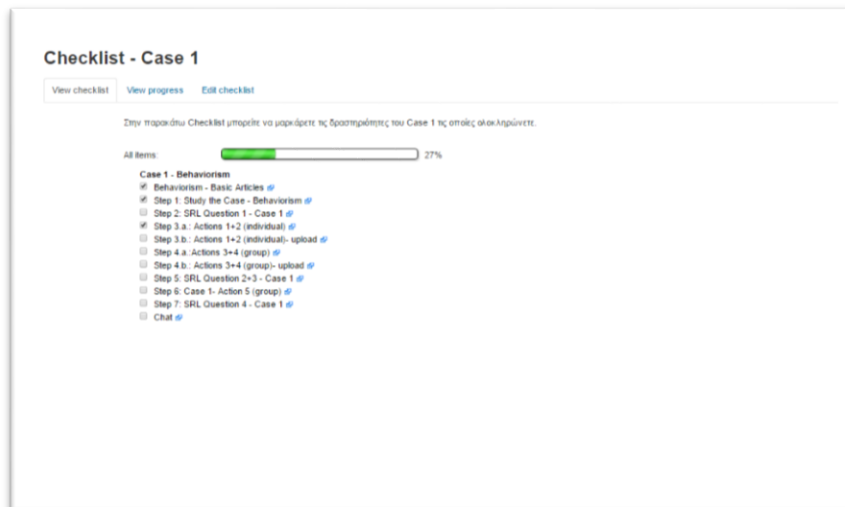 Checklist - Case 1
View checklist View progress Edit checklist
Στην παρακάτω Checklist μπορείτε να μαρκάρετε τις δραστηριότητες του Case 1 τις οποίες ολοκληρώνετε.
All items: 27%
Case 1 - Behaviorism
Behaviorism - Basic Articles
Step 1: Study the Case - Behaviorism
Step 2: SRL Question 1 - Case 1
Step 3.a.: Actions 1+2 (individual)
Step 3.b.: Actions 1+2 (individual)- upload
Step 4.a.:Actions 3+4 (group)
Step 4.b.: Actions 3+4 (group)- upload
Step 5: SRL Question 2+3 - Case 1
Step 6: Case 1- Action 5 (group)
Step 7: SRL Question 4 - Case 1
Chat